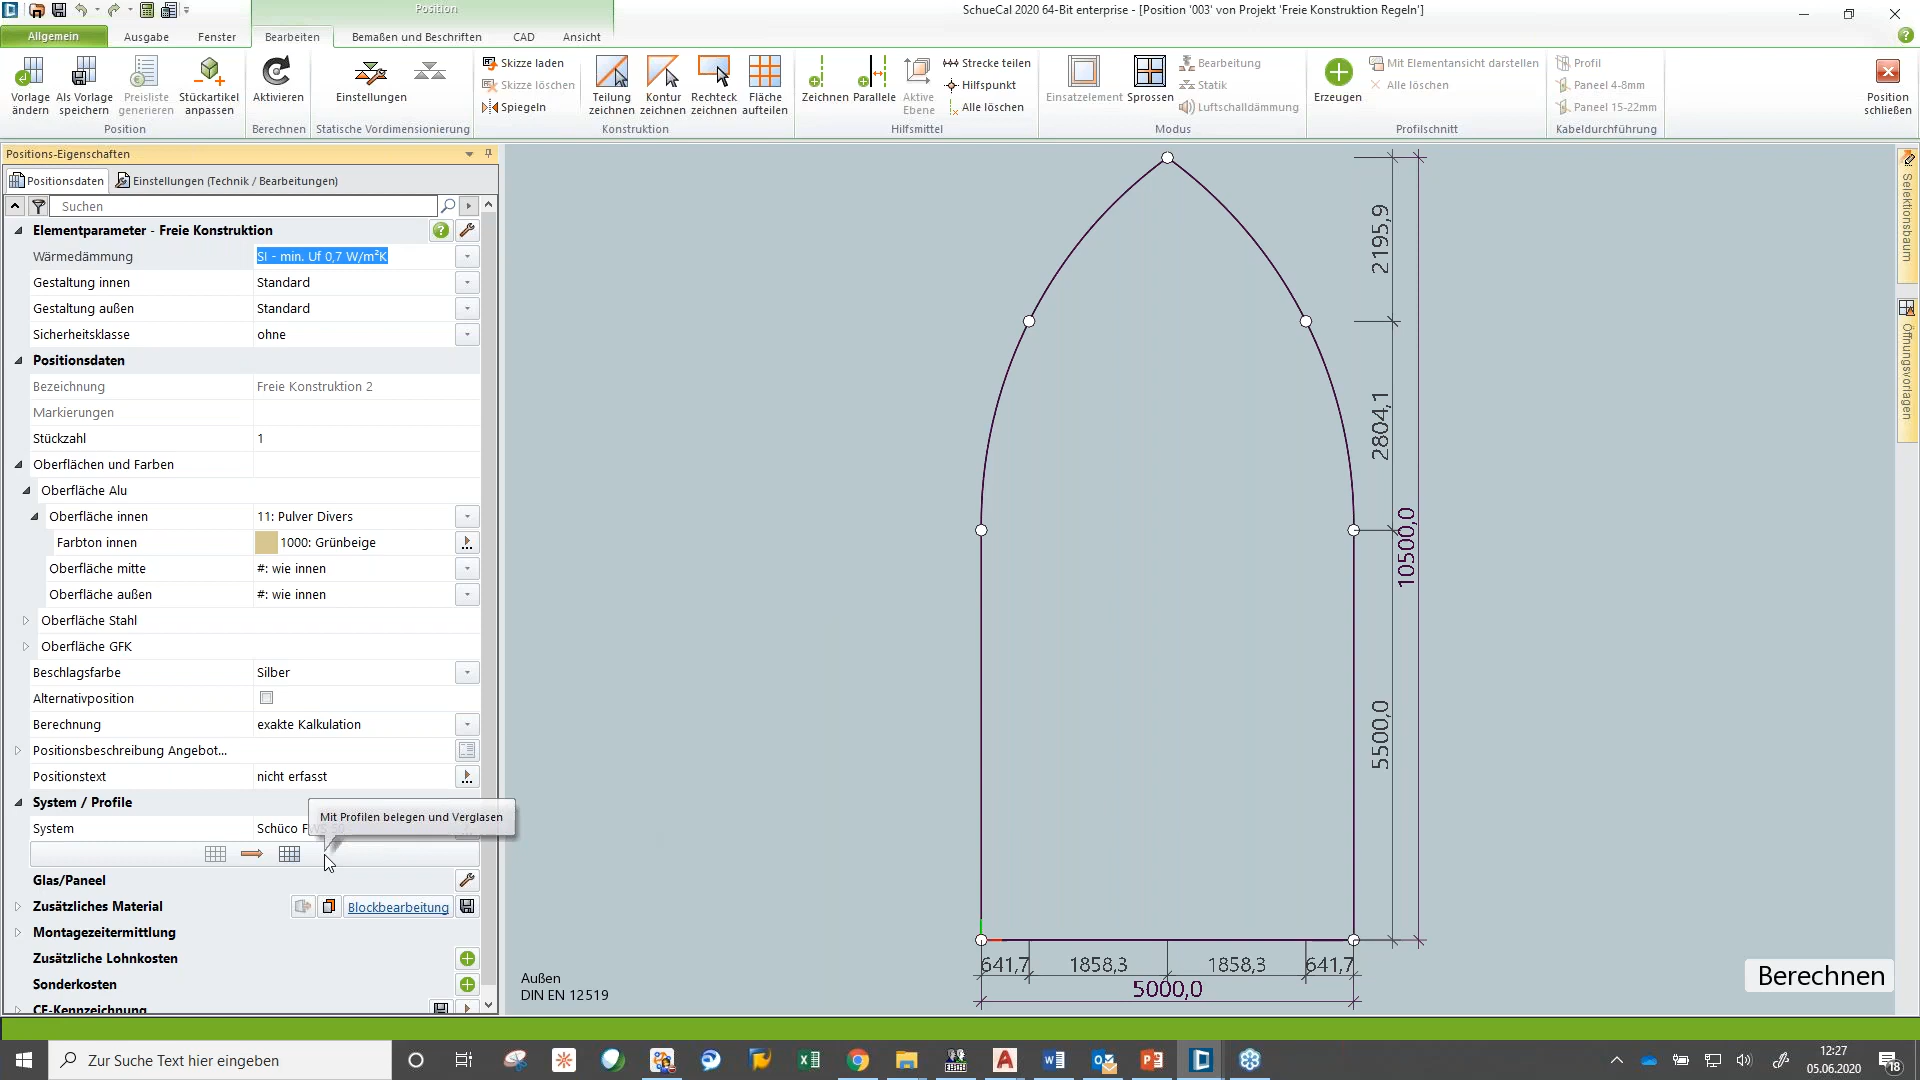 Position
SchueCal 2020 64-Bit enterprise - [Position '003' von Projekt 'Freie Konstruktion Regeln']
Allgemein
Ausgabe
Fenster
Bearbeiten
Bemaßen und Beschriften
CAD
Ansicht
Vorlage ändern
Als Vorlage speichern
Preisliste generieren
Stückartikel anpassen
Position
Aktivieren
Berechnen
Einstellungen
Statische Vordimensionierung
Skizze laden
Skizze löschen
Spiegeln
Teilung zeichnen
Kontur zeichnen
Rechteck zeichnen
Fläche aufteilen
Konstruktion
Zeichnen
Parallele
Aktive Ebene
Strecke teilen
Hilfspunkt
Alle löschen
Hilfsmittel
Einsatzelement
Sprossen
Bearbeitung
Statik
Luftschalldämmung
Modus
Erzeugen
Mit Elementansicht darstellen
Alle löschen
Profilschnitt
Profil
Paneel 4-8mm
Paneel 15-22mm
Kabeldurchführung
Position schließen
Positions-Eigenschaften
Positionsdaten
Einstellungen (Technik / Bearbeitungen)
Suchen
Elementparameter - Freie Konstruktion
Wärmedämmung SI - min. Uf 0,7 W/m²K
Gestaltung innen Standard
Gestaltung außen Standard
Sicherheitsklasse ohne
Positionsdaten
Bezeichnung Freie Konstruktion 2
Markierungen
Stückzahl 1
Oberflächen und Farben
Oberfläche Alu
Oberfläche innen 11: Pulver Divers
Farbton innen 1000: Grünbeige
Oberfläche mitte #: wie innen
Oberfläche außen #: wie innen
Oberfläche Stahl
Oberfläche GFK
Beschlagsfarbe Silber
Alternativposition
Berechnung exakte Kalkulation
Positionsbeschreibung Angebot...
Positionstext nicht erfasst
System / Profile
Mit Profilen belegen und Verglasen
System Schüco FWS 50
Glas/Paneel
Zusätzliches Material Blockbearbeitung
Montagezeitermittlung
Zusätzliche Lohnkosten
Sonderkosten
CE-Kennzeichnung
2195,9
2804,1
10500,0
5500,0
641,7
1858,3
1858,3
641,7
5000,0
Außen
DIN EN 12519
Berechnen
Selektionsbaum
Öffnungsvorlagen
Zur Suche Text hier eingeben
12:27
05.06.2020
18